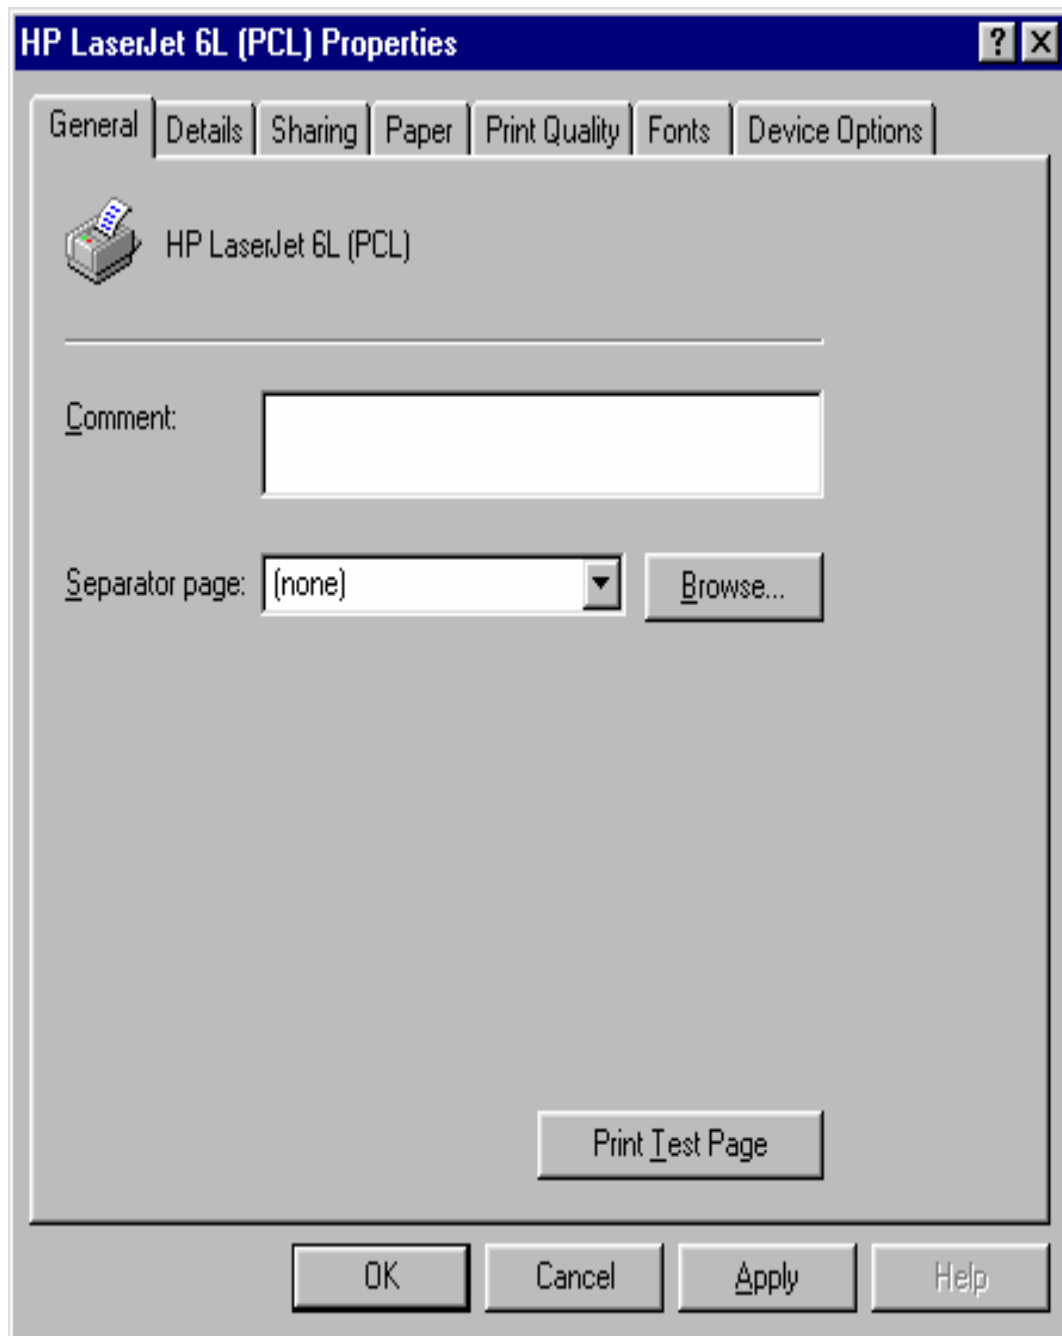 HP LaserJet 6L (PCL) Properties
General Details Sharing Paper Print Quality Fonts Device Options
HP LaserJet 6L (PCL)
Comment:
Separator page: (none) Browse...
Print Test Page
OK Cancel Apply Help